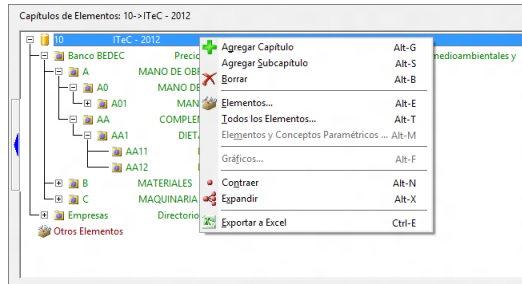 Capítulos de Elementos: 10->ITeC - 2012
10 ITeC - 2012
Banco BEDEC Precio medioambientales y
A MANO DE OBR
A0 MANO DE
A01 MAN
AA COMPLEM
AA1 DIETA
AA11
AA12
B MATERIALES
C MAQUINARIA
Empresas Directorio
Otros Elementos
Agregar Capítulo Alt-G
Agregar Subcapítulo Alt-S
Borrar Alt-B
Elementos... Alt-E
Todos los Elementos... Alt-T
Elementos y Conceptos Paramétricos ... Alt-M
Gráficos... Alt-F
Contraer Alt-N
Expandir Alt-X
Exportar a Excel Ctrl-E